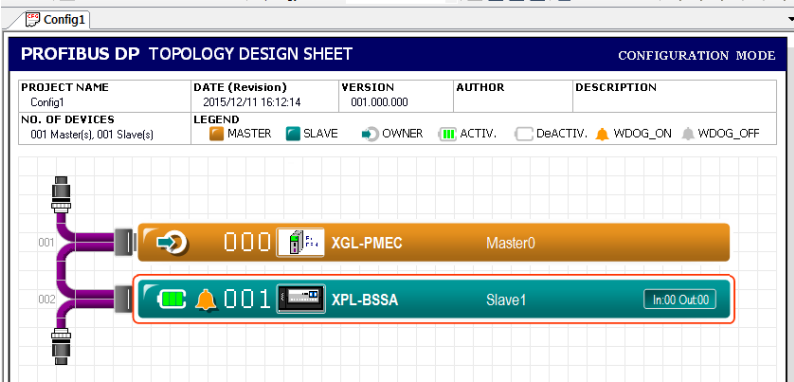 Config1
PROFIBUS DP TOPOLOGY DESIGN SHEET CONFIGURATION MODE
PROJECT NAME DATE (Revision) VERSION AUTHOR DESCRIPTION
Config1 2015/12/11 16:12:14 001.000.000
NO. OF DEVICES LEGEND
001 Master(s), 001 Slave(s) MASTER SLAVE OWNER ACTIV. DeACTIV. WDOG_ON WDOG_OFF
001 000 XGL-PMEC Master0
002 001 XPL-BSSA Slave1 In:00 Out:00